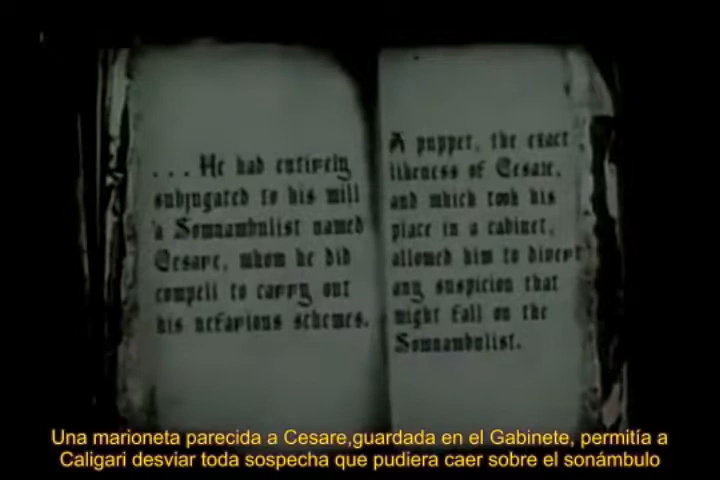 ...He had entirely
subjugated to his will
a Somnambulist named
Cesare, whom he did
compell to carry out
his nefarious schemes.
A puppet, the exact
likeness of Cesare,
and which took his
place in a cabinet,
allowed him to divert
any suspicion that
might fall on the
Somnambulist.
Una marioneta parecida a Cesare,guardada en el Gabinete, permitía a
Caligari desviar toda sospecha que pudiera caer sobre el sonámbulo